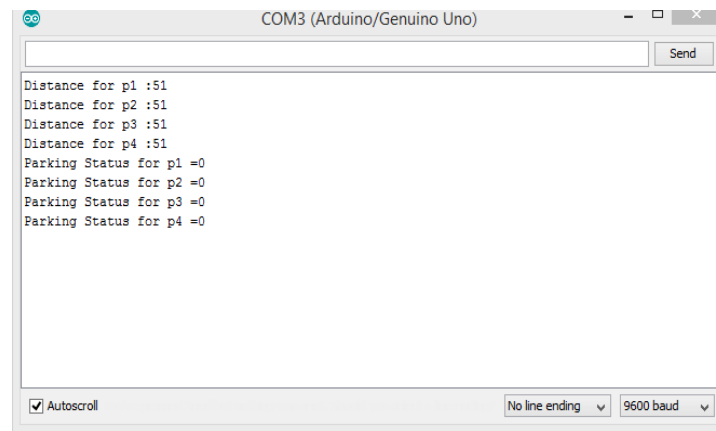 COM3 (Arduino/Genuino Uno)
Send
Distance for p1 :51
Distance for p2 :51
Distance for p3 :51
Distance for p4 :51
Parking Status for p1 =0
Parking Status for p2 =0
Parking Status for p3 =0
Parking Status for p4 =0
Autoscroll
No line ending
9600 baud